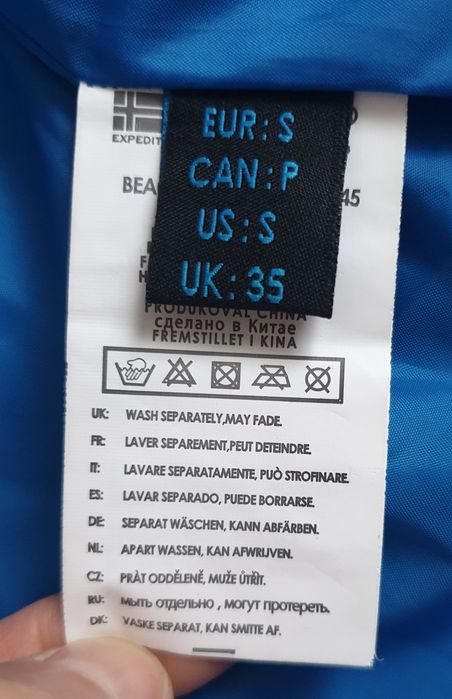 EXPEDIT
EUR: S
CAN: P
US: S
UK: 35
BEA
45
PRODUKOVAL CHINA
сделано в Китае
FREMSTILLET I KINA
UK: WASH SEPARATELY,MAY FADE.
FR: LAVER SEPAREMENT,PEUT DETEINDRE.
IT: LAVARE SEPARATAMENTE, PUÒ STROFINARE.
ES: LAVAR SEPARADO, PUEDE BORRARSE.
DE: SEPARAT WÄSCHEN, KANN ABFÄRBEN.
NL: APART WASSEN, KAN AFWRIJVEN.
CZ: PRÀT ODDĚLENĚ, MUŽE ŮTŘÍT.
RU: мыть отдельно , могут протереть.
DK: VASKE SEPARAT, KAN SMITTE AF.